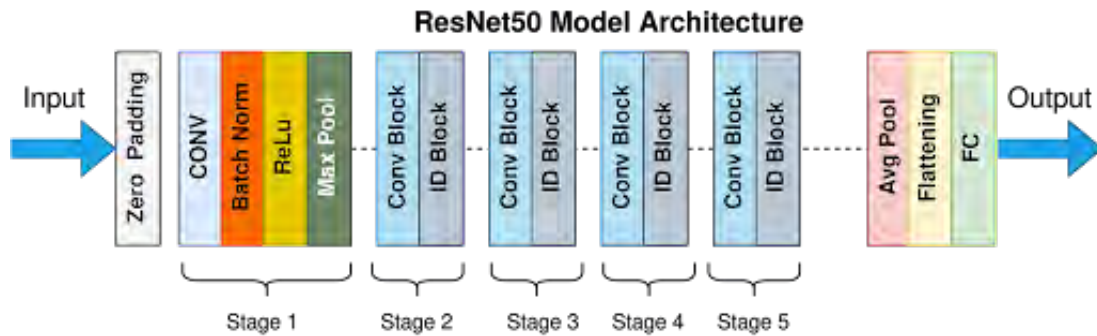 ResNet50 Model Architecture
Input
Zero Padding
CONV
Batch Norm
ReLu
Max Pool
Conv Block
ID Block
Conv Block
ID Block
Conv Block
ID Block
Conv Block
ID Block
Avg Pool
Flattening
FC
Output
Stage 1
Stage 2
Stage 3
Stage 4
Stage 5